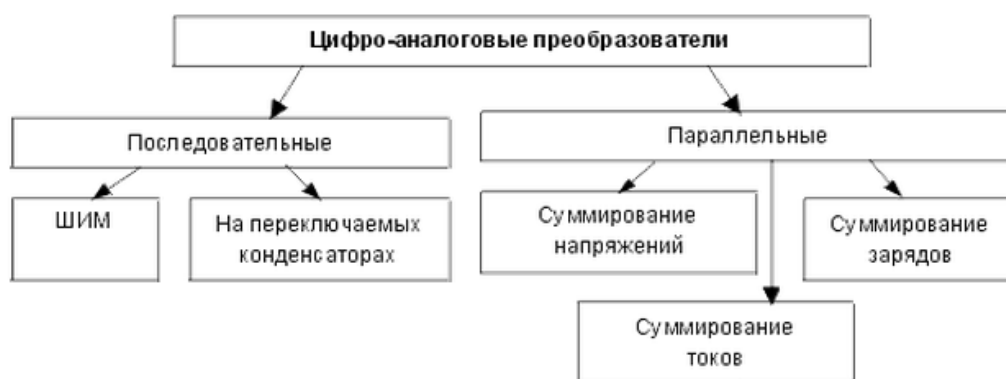 Цифро-аналоговые преобразователи
Последовательные
Параллельные
ШИМ
На переключаемых
конденсаторах
Суммирование
напряжений
Суммирование
зарядов
Суммирование
токов